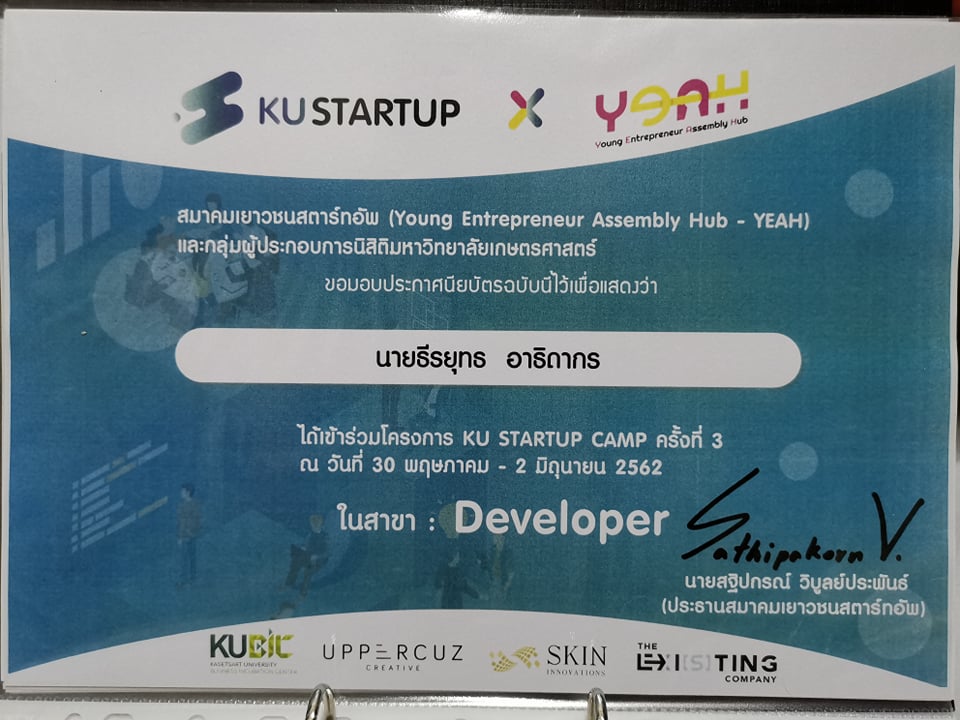 KU STARTUP X YEAH
Young Entrepreneur Assembly Hub
สมาคมเยาวชนสตาร์ทอัพ (Young Entrepreneur Assembly Hub - YEAH)
และกลุ่มผู้ประกอบการนิสิตมหาวิทยาลัยเกษตรศาสตร์
ขอมอบประกาศนียบัตรฉบับนี้ไว้เพื่อแสดงว่า
นายธีรยุทธ อาธิดากร
ได้เข้าร่วมโครงการ KU STARTUP CAMP ครั้งที่ 3
ณ วันที่ 30 พฤษภาคม - 2 มิถุนายน 2562
ในสาขา : Developer
Sathipakorn V.
นายสฐิปกรณ์ วิบูลย์ประพันธ์
(ประธานสมาคมเยาวชนสตาร์ทอัพ)
KUBIC
KASETSART UNIVERSITY
BUSINESS INCUBATION CENTER
UPPERCUZ
CREATIVE
SKIN
INNOVATIONS
THE
EXI(S)TING
COMPANY